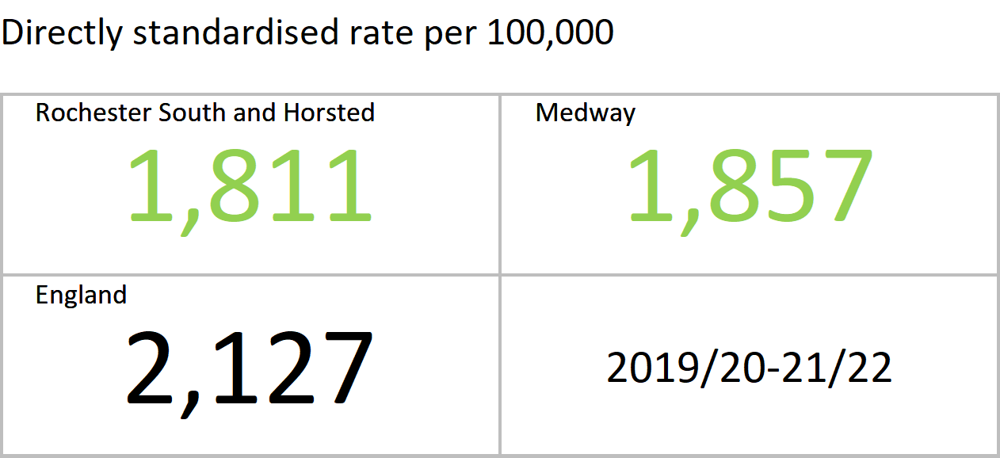 Directly standardised rate per 100,000
Rochester South and Horsted
1,811
Medway
1,857
England
2,127
2019/20-21/22